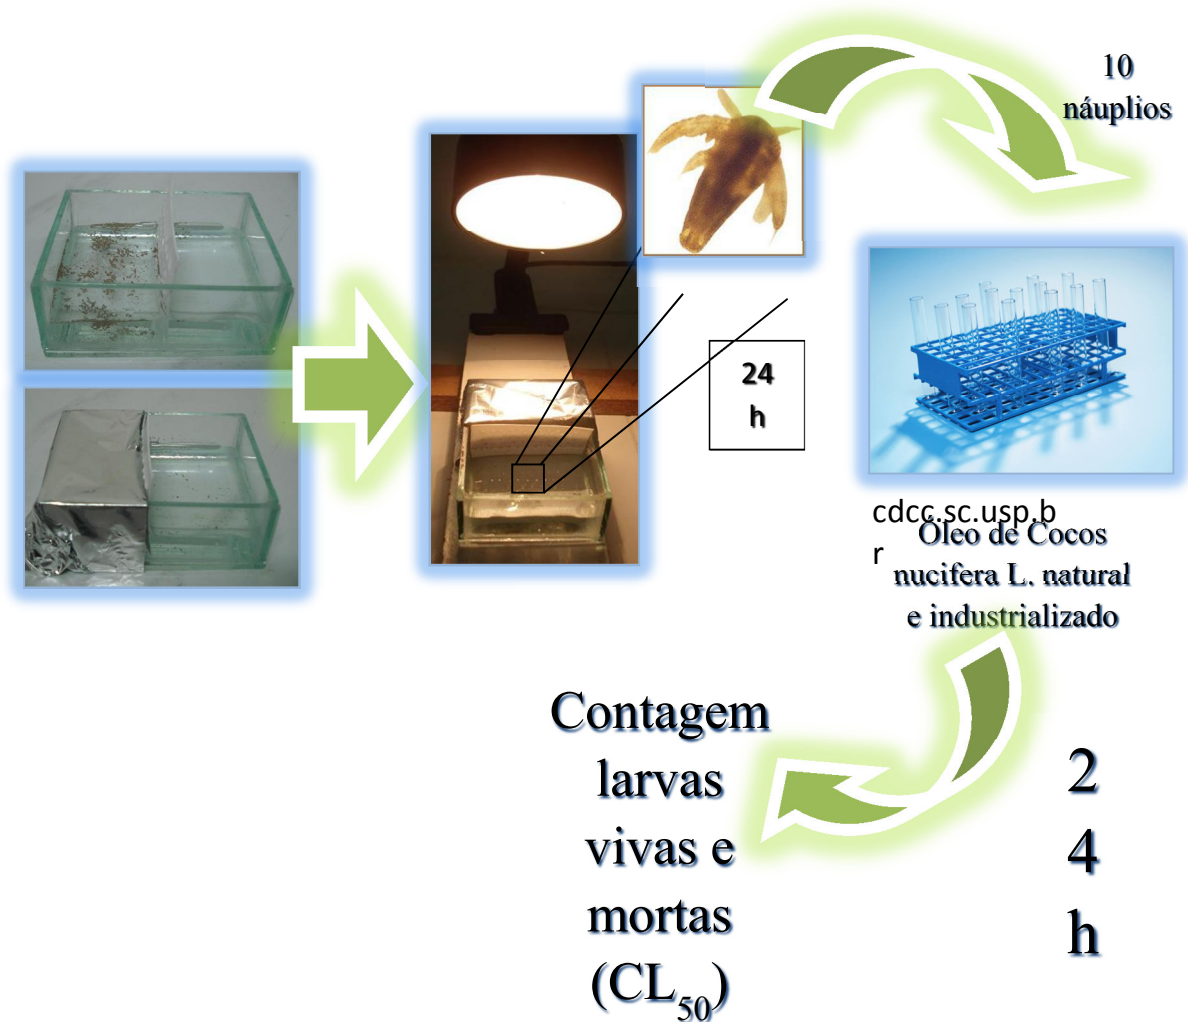 10
náuplios
24
h
cdcc.sc.usp.b
r
Óleo de Cocos
nucifera L. natural
e industrializado
Contagem
larvas
vivas e
mortas
(CL50)
2
4
h